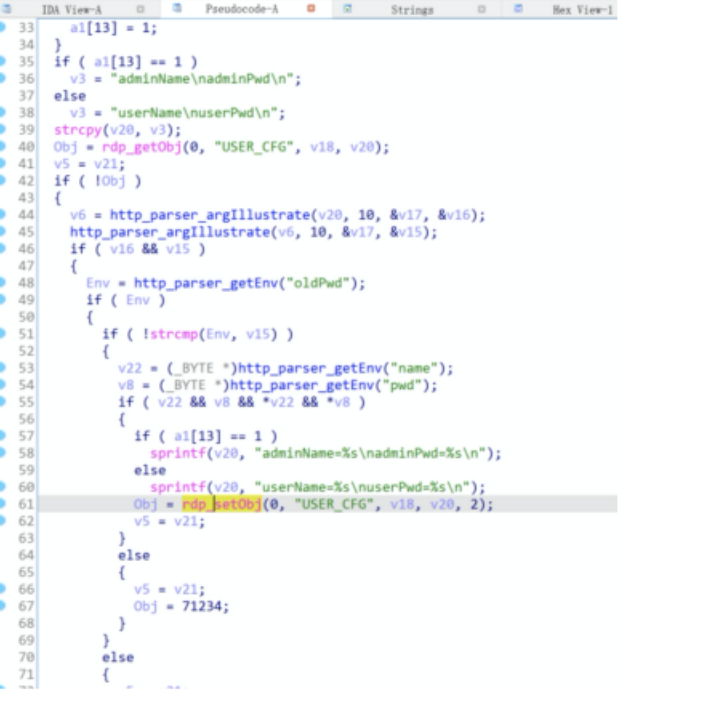 IDA View-A Pseudocode-A Strings Hex View-1
33 a1[13] = 1;
34 }
35 if ( a1[13] == 1 )
36 v3 = "adminName\nadminPwd\n";
37 else
38 v3 = "userName\nuserPwd\n";
39 strcpy(v20, v3);
40 Obj = rdp_getObj(0, "USER_CFG", v18, v20);
41 v5 = v21;
42 if ( !Obj )
43 {
44 v6 = http_parser_argIllustrate(v20, 10, &v17, &v16);
45 http_parser_argIllustrate(v6, 10, &v17, &v15);
46 if ( v16 && v15 )
47 {
48 Env = http_parser_getEnv("oldPwd");
49 if ( Env )
50 {
51 if ( !strcmp(Env, v15) )
52 {
53 v22 = (_BYTE *)http_parser_getEnv("name");
54 v8 = (_BYTE *)http_parser_getEnv("pwd");
55 if ( v22 && v8 && *v22 && *v8 )
56 {
57 if ( a1[13] == 1 )
58 sprintf(v20, "adminName=%s\nadminPwd=%s\n");
59 else
60 sprintf(v20, "userName=%s\nuserPwd=%s\n");
61 Obj = rdp_setObj(0, "USER_CFG", v18, v20, 2);
62 v5 = v21;
63 }
64 else
65 {
66 v5 = v21;
67 Obj = 71234;
68 }
69 }
70 else
71 {